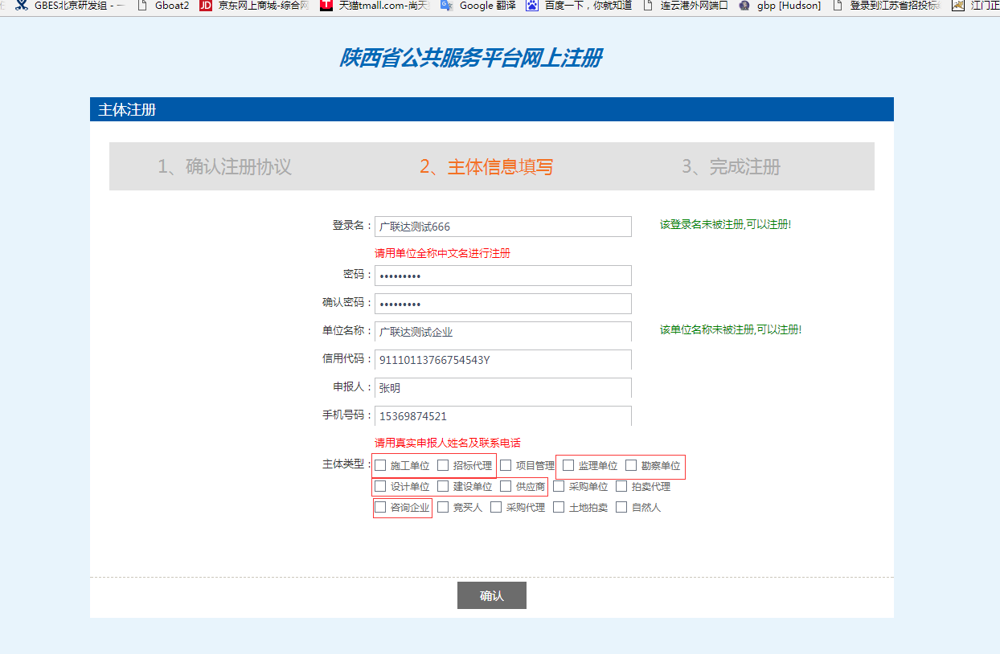 GBES北京研发组 - 一 Gboat2 京东网上商城-综合网 天猫tmall.com-尚天 Google 翻译 百度一下，你就知道 连云港外网端口 gbp [Hudson] 登录到江苏省招投标 江门正
陕西省公共服务平台网上注册
主体注册
1、确认注册协议 2、主体信息填写 3、完成注册
登录名： 广联达测试666 该登录名未被注册,可以注册!
请用单位全称中文名进行注册
密码： •••••••••
确认密码： •••••••••
单位名称： 广联达测试企业 该单位名称未被注册,可以注册!
信用代码： 91110113766754543Y
申报人： 张明
手机号码： 15369874521
请用真实申报人姓名及联系电话
主体类型： 施工单位 招标代理 项目管理 监理单位 勘察单位
设计单位 建设单位 供应商 采购单位 拍卖代理
咨询企业 竞买人 采购代理 土地拍卖 自然人
确认